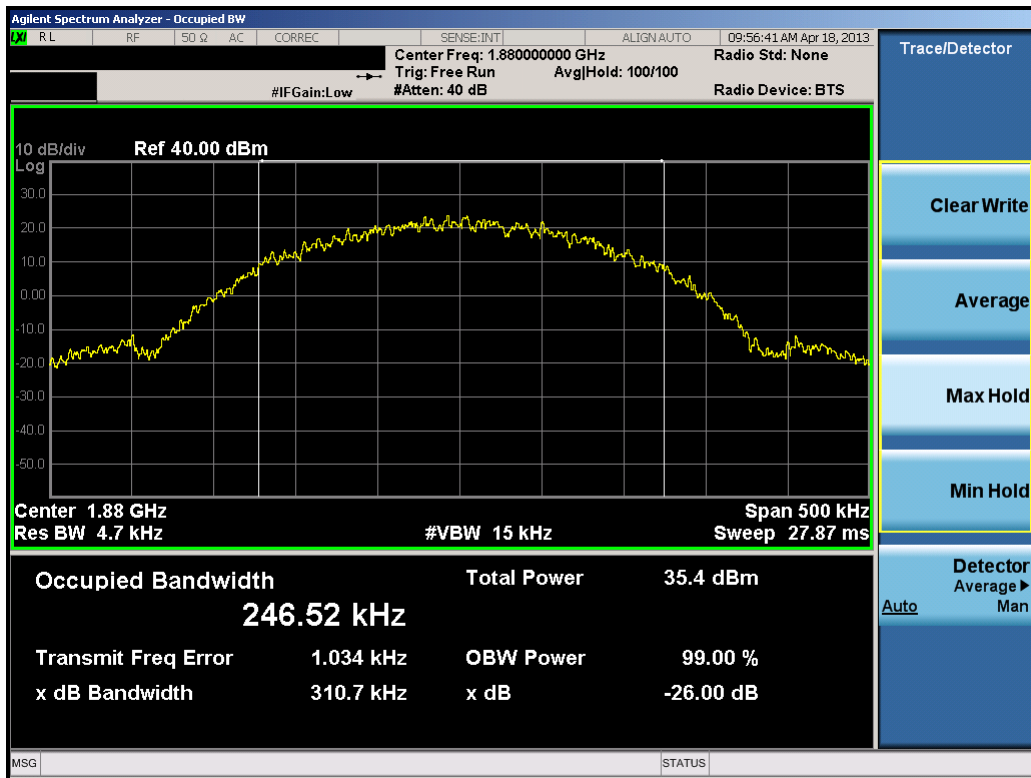 Agilent Spectrum Analyzer - Occupied BW
LXI RL RF 50 Ω AC CORREC SENSE:INT ALIGN AUTO 09:56:41 AM Apr 18, 2013
Center Freq: 1.880000000 GHz Radio Std: None
Trig: Free Run Avg|Hold: 100/100
#IFGain:Low #Atten: 40 dB Radio Device: BTS
Trace/Detector
10 dB/div Ref 40.00 dBm
Log
30.0
20.0
10.0
0.00
-10.0
-20.0
-30.0
-40.0
-50.0
Center 1.88 GHz Span 500 kHz
Res BW 4.7 kHz #VBW 15 kHz Sweep 27.87 ms
Clear Write
Average
Max Hold
Min Hold
Detector
Average▶
Auto Man
Occupied Bandwidth Total Power 35.4 dBm
246.52 kHz
Transmit Freq Error 1.034 kHz OBW Power 99.00 %
x dB Bandwidth 310.7 kHz x dB -26.00 dB
MSG STATUS